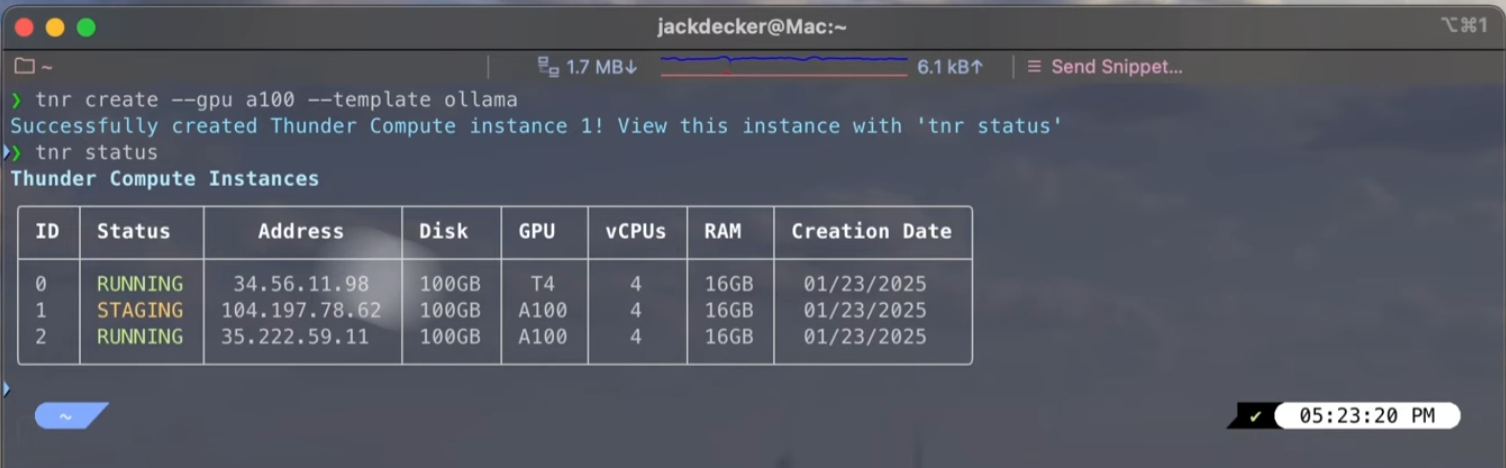 jackdecker@Mac:~
⌥⌘1
~
1.7 MB↓
6.1 kB↑
Send Snippet...
❯ tnr create --gpu a100 --template ollama
Successfully created Thunder Compute instance 1! View this instance with 'tnr status'
❯ tnr status
Thunder Compute Instances
ID Status Address Disk GPU vCPUs RAM Creation Date
0 RUNNING 34.56.11.98 100GB T4 4 16GB 01/23/2025
1 STAGING 104.197.78.62 100GB A100 4 16GB 01/23/2025
2 RUNNING 35.222.59.11 100GB A100 4 16GB 01/23/2025
~
✔ 05:23:20 PM